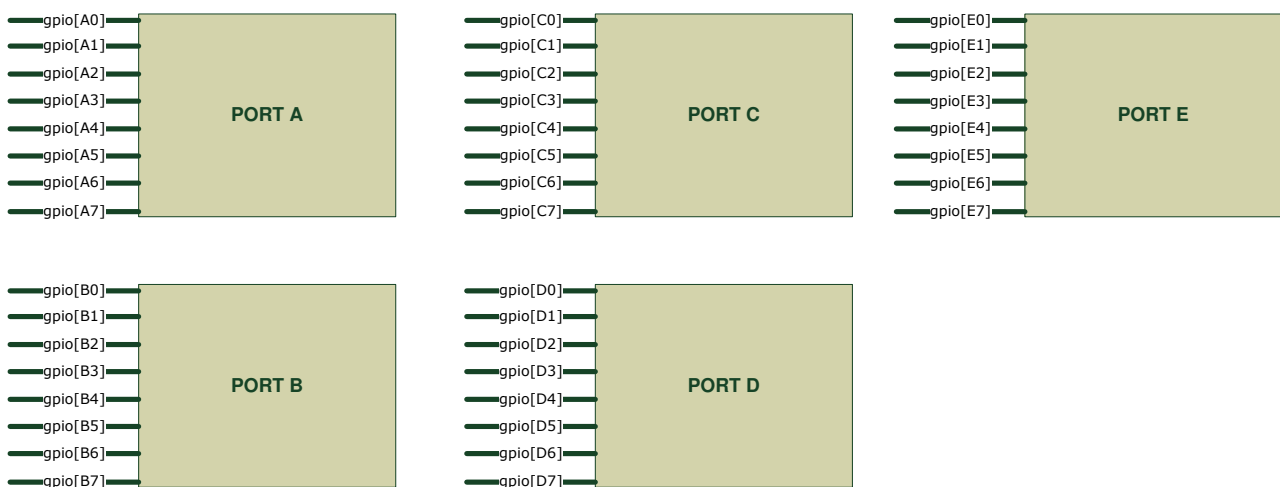 gpio[A0]
gpio[A1]
gpio[A2]
gpio[A3]
gpio[A4]
gpio[A5]
gpio[A6]
gpio[A7]
PORT A
gpio[C0]
gpio[C1]
gpio[C2]
gpio[C3]
gpio[C4]
gpio[C5]
gpio[C6]
gpio[C7]
PORT C
gpio[E0]
gpio[E1]
gpio[E2]
gpio[E3]
gpio[E4]
gpio[E5]
gpio[E6]
gpio[E7]
PORT E
gpio[B0]
gpio[B1]
gpio[B2]
gpio[B3]
gpio[B4]
gpio[B5]
gpio[B6]
gpio[B7]
PORT B
gpio[D0]
gpio[D1]
gpio[D2]
gpio[D3]
gpio[D4]
gpio[D5]
gpio[D6]
gpio[D7]
PORT D